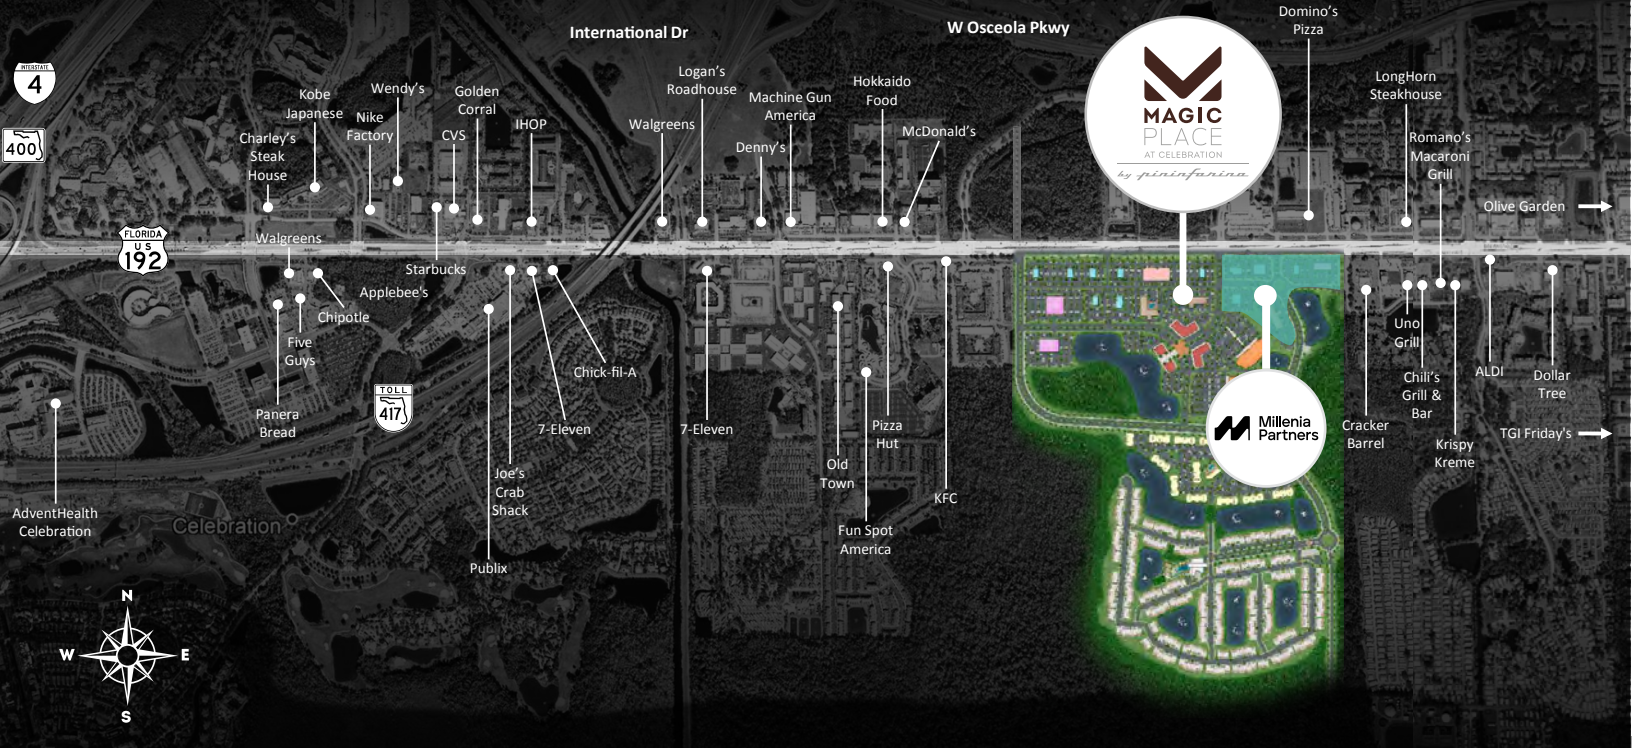 International Dr
W Osceola Pkwy
Domino's
Pizza
INTERSTATE
4
400
Charley's
Steak
House
Kobe
Japanese
Nike
Factory
Wendy's
CVS
Golden
Corral
IHOP
Walgreens
Logan's
Roadhouse
Denny's
Machine Gun
America
Hokkaido
Food
McDonald's
MAGIC
PLACE
AT CELEBRATION
by pininfarina
LongHorn
Steakhouse
Romano's
Macaroni
Grill
Olive Garden
FLORIDA
US
192
Walgreens
Starbucks
Applebee's
Chipotle
Five
Guys
Panera
Bread
TOLL
417
Chick-fil-A
7-Eleven
7-Eleven
Joe's
Crab
Shack
Publix
Old
Town
Pizza
Hut
KFC
Fun Spot
America
Millenia
Partners
Cracker
Barrel
Uno
Grill
Chili's
Grill &
Bar
Krispy
Kreme
ALDI
Dollar
Tree
TGI Friday's
AdventHealth
Celebration
Celebration
N
W
E
S